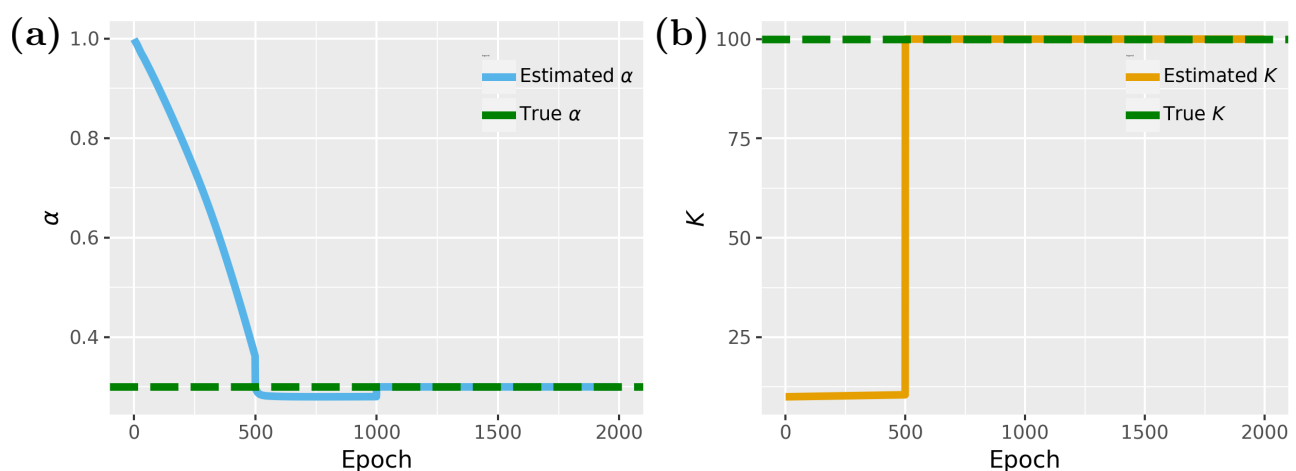 (a)
1.0
0.8
0.6
0.4
α
Estimated α
True α
0 500 1000 1500 2000
Epoch
(b)
100
75
50
25
K
Estimated K
True K
0 500 1000 1500 2000
Epoch